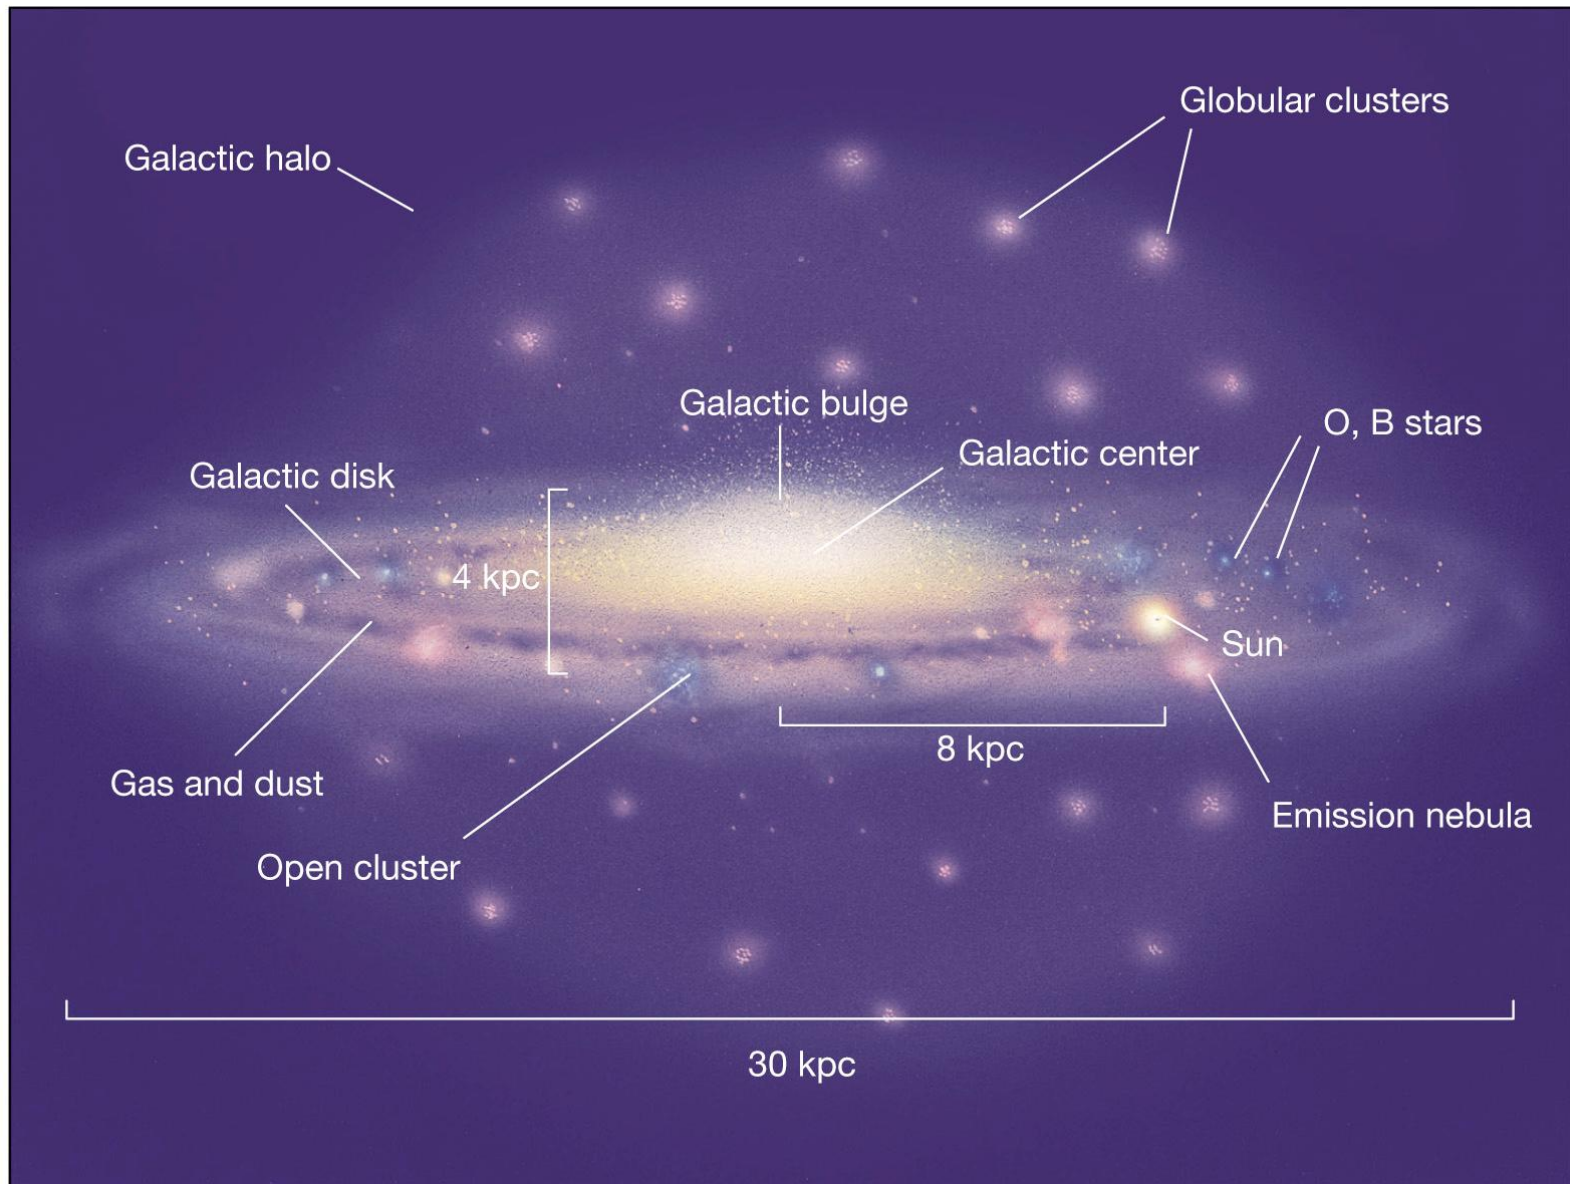 Globular clusters
Galactic halo
Galactic bulge
O, B stars
Galactic center
Galactic disk
4 kpc
Sun
8 kpc
Gas and dust
Emission nebula
Open cluster
30 kpc